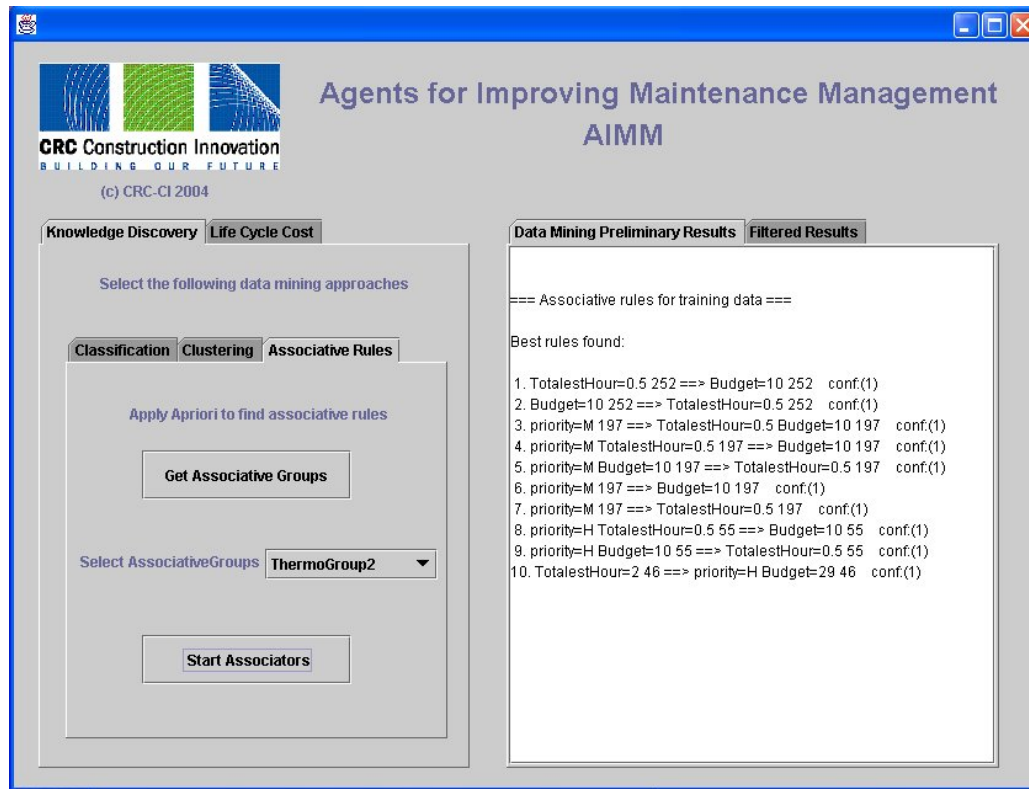 Agents for Improving Maintenance Management
AIMM
CRC Construction Innovation
BUILDING OUR FUTURE
(c) CRC-CI 2004
Knowledge Discovery Life Cycle Cost
Select the following data mining approaches
Classification Clustering Associative Rules
Apply Apriori to find associative rules
Get Associative Groups
Select AssociativeGroups ThermoGroup2
Start Associators
Data Mining Preliminary Results Filtered Results
=== Associative rules for training data ===
Best rules found:
1. TotalestHour=0.5 252 ==> Budget=10 252 conf:(1)
2. Budget=10 252 ==> TotalestHour=0.5 252 conf:(1)
3. priority=M 197 ==> TotalestHour=0.5 Budget=10 197 conf:(1)
4. priority=M TotalestHour=0.5 197 ==> Budget=10 197 conf:(1)
5. priority=M Budget=10 197 ==> TotalestHour=0.5 197 conf:(1)
6. priority=M 197 ==> Budget=10 197 conf:(1)
7. priority=M 197 ==> TotalestHour=0.5 197 conf:(1)
8. priority=H TotalestHour=0.5 55 ==> Budget=10 55 conf:(1)
9. priority=H Budget=10 55 ==> TotalestHour=0.5 55 conf:(1)
10. TotalestHour=2 46 ==> priority=H Budget=29 46 conf:(1)